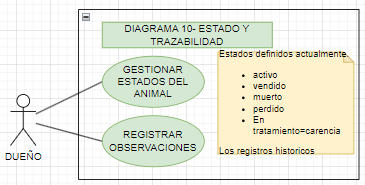 DIAGRAMA 10- ESTADO Y
TRAZABILIDAD
GESTIONAR
ESTADOS DEL
ANIMAL
REGISTRAR
OBSERVACIONES
DUEÑO
Estados definidos actualmente
activo
vendido
muerto
perdido
En
tratamiento=carencia
Los registros historicos